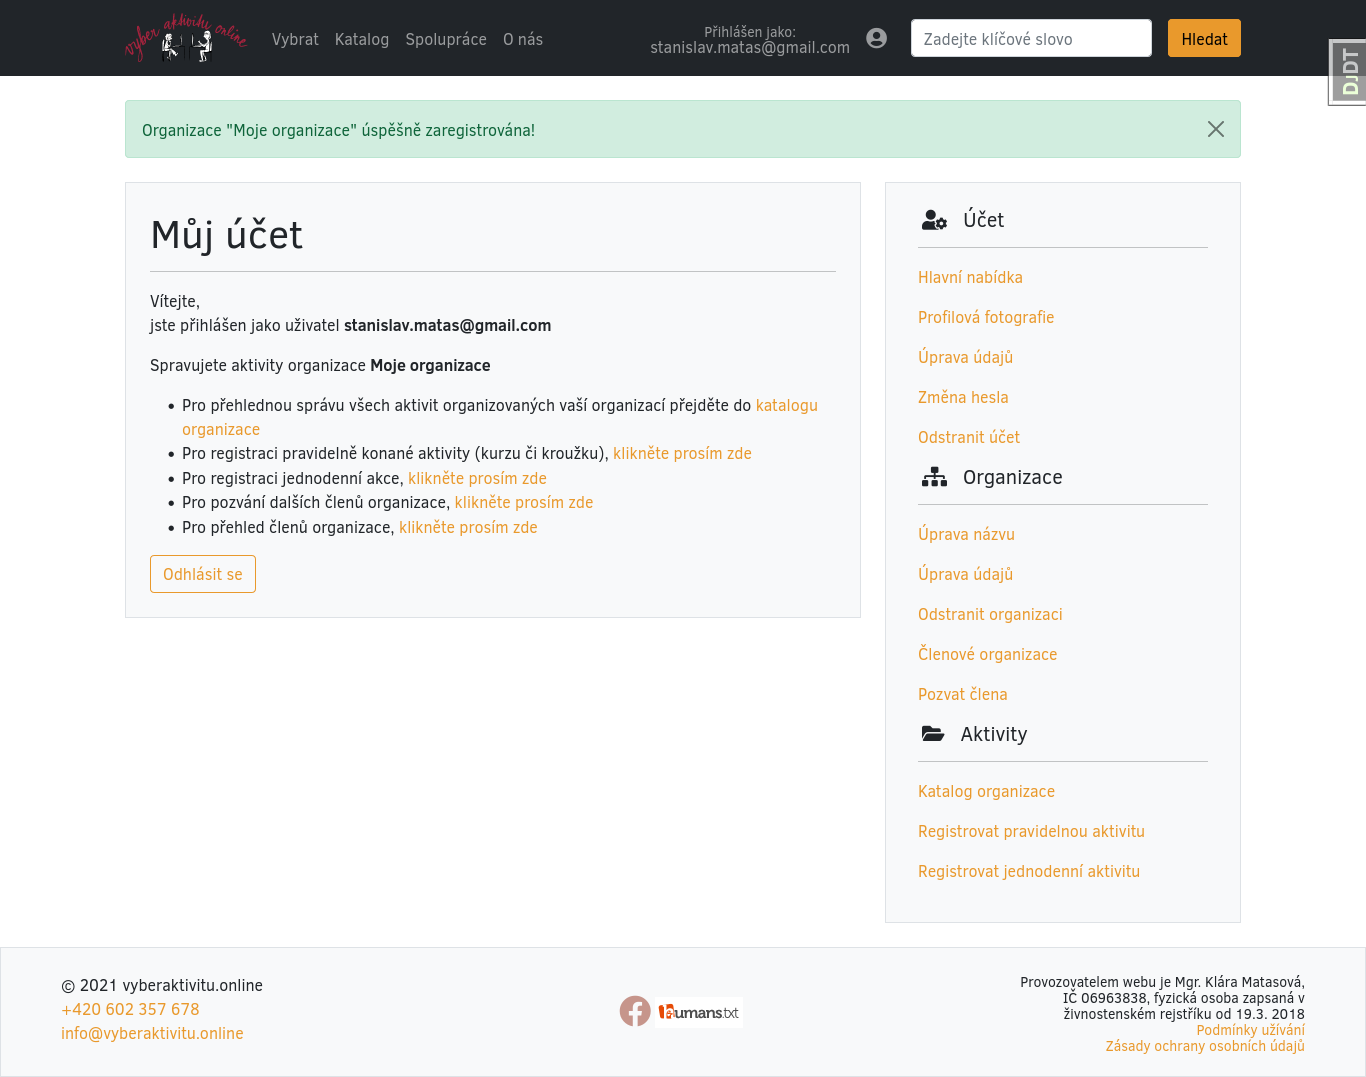 vyber aktivitu online
Vybrat
Katalog
Spolupráce
O nás
Přihlášen jako:
stanislav.matas@gmail.com
Zadejte klíčové slovo
Hledat
DJDT
Organizace "Moje organizace" úspěšně zaregistrována!
Můj účet
Vítejte,
jste přihlášen jako uživatel stanislav.matas@gmail.com
Spravujete aktivity organizace Moje organizace
• Pro přehlednou správu všech aktivit organizovaných vaší organizací přejděte do katalogu
organizace
• Pro registraci pravidelně konané aktivity (kurzu či kroužku), klikněte prosím zde
• Pro registraci jednodenní akce, klikněte prosím zde
• Pro pozvání dalších členů organizace, klikněte prosím zde
• Pro přehled členů organizace, klikněte prosím zde
Odhlásit se
Účet
Hlavní nabídka
Profilová fotografie
Úprava údajů
Změna hesla
Odstranit účet
Organizace
Úprava názvu
Úprava údajů
Odstranit organizaci
Členové organizace
Pozvat člena
Aktivity
Katalog organizace
Registrovat pravidelnou aktivitu
Registrovat jednodenní aktivitu
© 2021 vyberaktivitu.online
+420 602 357 678
info@vyberaktivitu.online
humans.txt
Provozovatelem webu je Mgr. Klára Matasová,
IČ 06963838, fyzická osoba zapsaná v
živnostenském rejstříku od 19.3. 2018
Podmínky užívání
Zásady ochrany osobních údajů